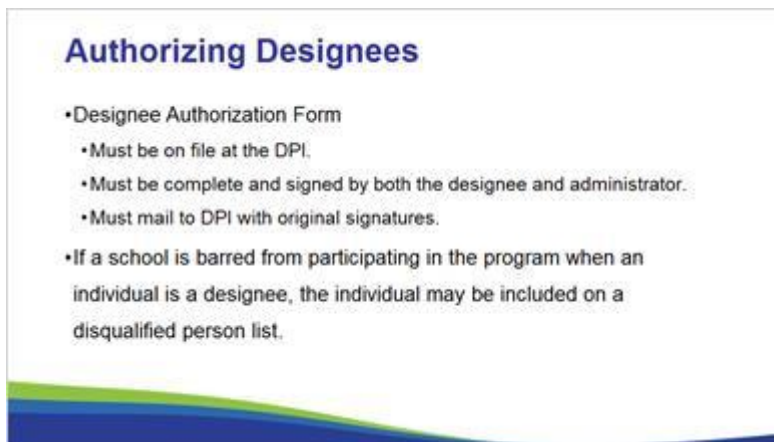 Authorizing Designees
•Designee Authorization Form
•Must be on file at the DPI.
•Must be complete and signed by both the designee and administrator.
•Must mail to DPI with original signatures.
•If a school is barred from participating in the program when an
individual is a designee, the individual may be included on a
disqualified person list.